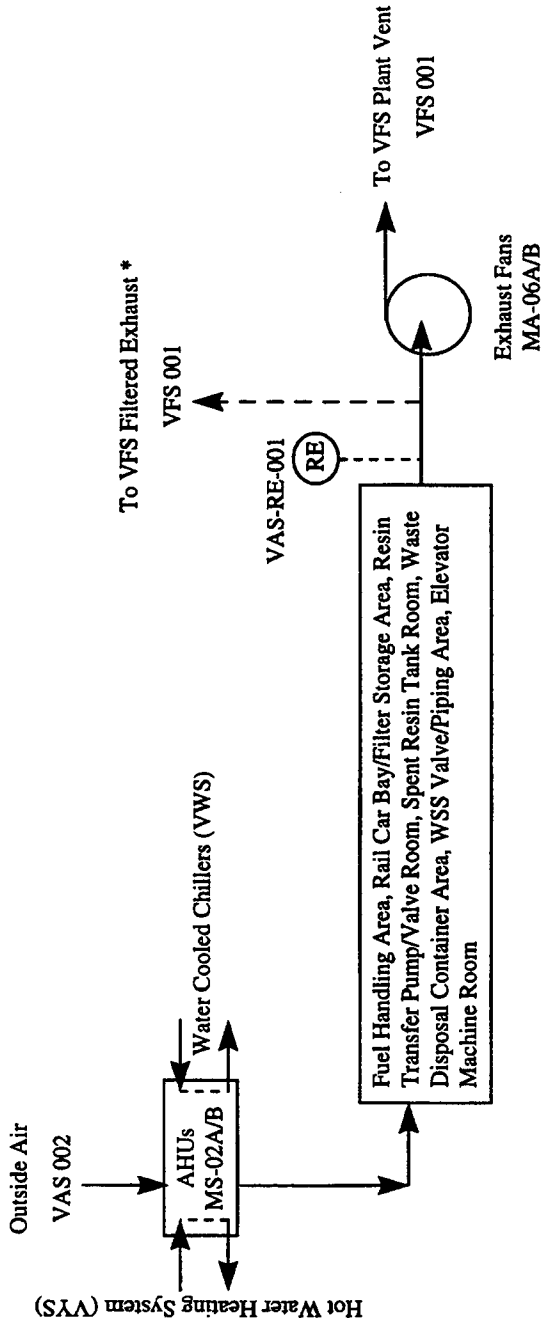 Outside Air
VAS 002
Hot Water Heating System (VYS)
AHUs
MS-02A/B
Water Cooled Chillers (VWS)
Fuel Handling Area, Rail Car Bay/Filter Storage Area, Resin
Transfer Pump/Valve Room, Spent Resin Tank Room, Waste
Disposal Container Area, WSS Valve/Piping Area, Elevator
Machine Room
VAS-RE-001
RE
To VFS Filtered Exhaust *
VFS 001
Exhaust Fans
MA-06A/B
To VFS Plant Vent
VFS 001